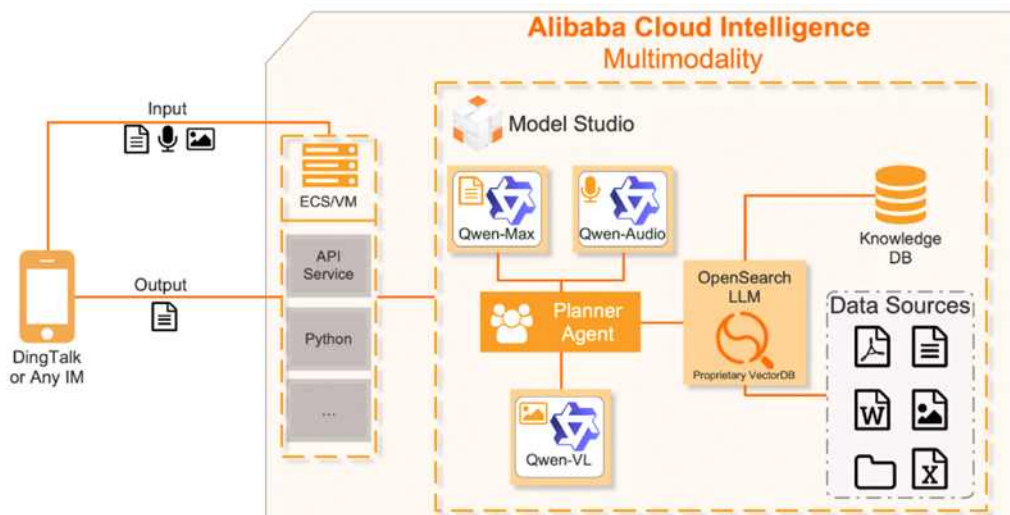 Alibaba Cloud Intelligence
Multimodality
Input
Model Studio
ECS/VM
Qwen-Max
Qwen-Audio
Knowledge
DB
API
Service
OpenSearch
LLM
Output
Planner
Agent
Data Sources
DingTalk
or Any IM
Python
Proprietary VectorDB
...
W
Qwen-VL
X